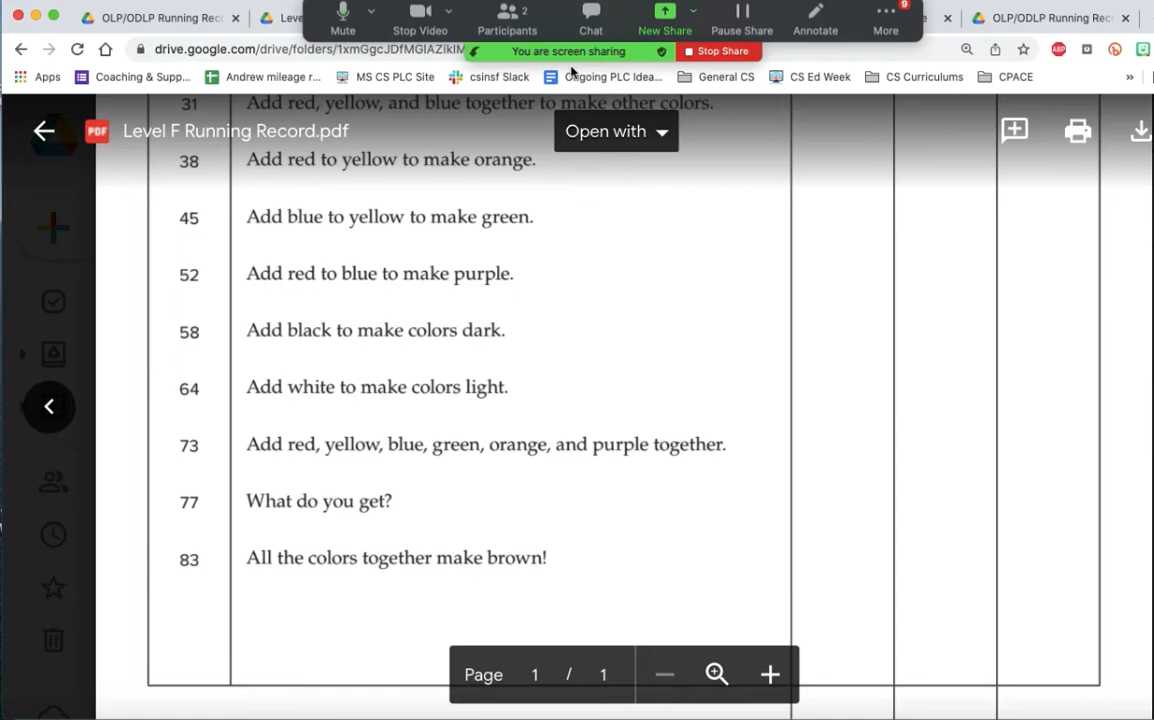 OLP/ODLP Running Rec
Leve
OLP/ODLP Running Rec
2
9
Mute
Stop Video
Participants
Chat
New Share
Pause Share
Annotate
More
drive.google.com/drive/folders/1xmGgcJDfMGIAZikIM
You are screen sharing
Stop Share
ABP
Apps
Coaching & Supp...
Andrew mileage r...
MS CS PLC Site
csinsf Slack
Ongoing PLC Idea...
General CS
CS Ed Week
CS Curriculums
CPACE
»
31 Add red, yellow, and blue together to make other colors.
PDF Level F Running Record.pdf
Open with
38 Add red to yellow to make orange.
45 Add blue to yellow to make green.
52 Add red to blue to make purple.
58 Add black to make colors dark.
64 Add white to make colors light.
73 Add red, yellow, blue, green, orange, and purple together.
77 What do you get?
83 All the colors together make brown!
Page 1 / 1